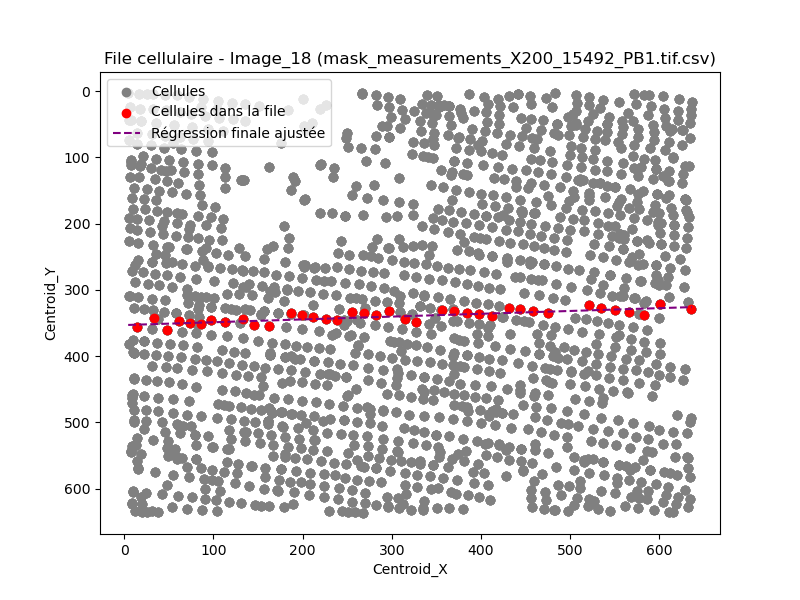 File cellulaire - Image_18 (mask_measurements_X200_15492_PB1.tif.csv)
Cellules
Cellules dans la file
Régression finale ajustée
Centroid_Y
0
100
200
300
400
500
600
0 100 200 300 400 500 600
Centroid_X